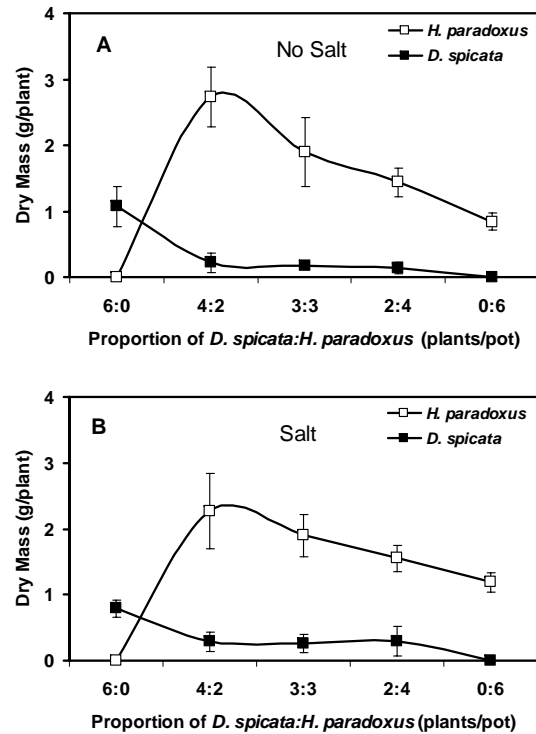 A
No Salt
H. paradoxus
D. spicata
Dry Mass (g/plant)
4
3
2
1
0
6:0 4:2 3:3 2:4 0:6
Proportion of D. spicata:H. paradoxus (plants/pot)
B
Salt
H. paradoxus
D. spicata
Dry Mass (g/plant)
4
3
2
1
0
6:0 4:2 3:3 2:4 0:6
Proportion of D. spicata:H. paradoxus (plants/pot)